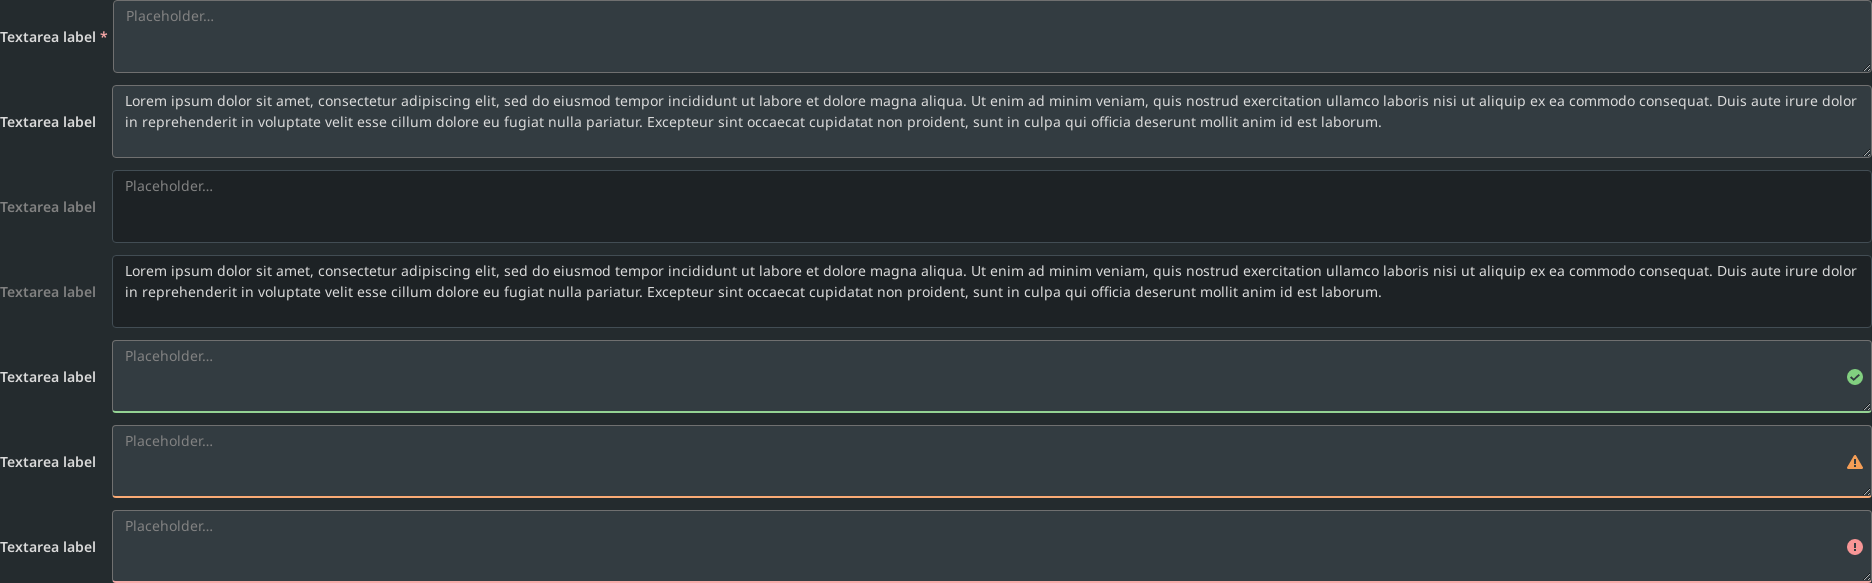 Textarea label *
Placeholder...
Textarea label
Lorem ipsum dolor sit amet, consectetur adipiscing elit, sed do eiusmod tempor incididunt ut labore et dolore magna aliqua. Ut enim ad minim veniam, quis nostrud exercitation ullamco laboris nisi ut aliquip ex ea commodo consequat. Duis aute irure dolor
in reprehenderit in voluptate velit esse cillum dolore eu fugiat nulla pariatur. Excepteur sint occaecat cupidatat non proident, sunt in culpa qui officia deserunt mollit anim id est laborum.
Textarea label
Placeholder...
Textarea label
Lorem ipsum dolor sit amet, consectetur adipiscing elit, sed do eiusmod tempor incididunt ut labore et dolore magna aliqua. Ut enim ad minim veniam, quis nostrud exercitation ullamco laboris nisi ut aliquip ex ea commodo consequat. Duis aute irure dolor
in reprehenderit in voluptate velit esse cillum dolore eu fugiat nulla pariatur. Excepteur sint occaecat cupidatat non proident, sunt in culpa qui officia deserunt mollit anim id est laborum.
Textarea label
Placeholder...
Textarea label
Placeholder...
Textarea label
Placeholder...